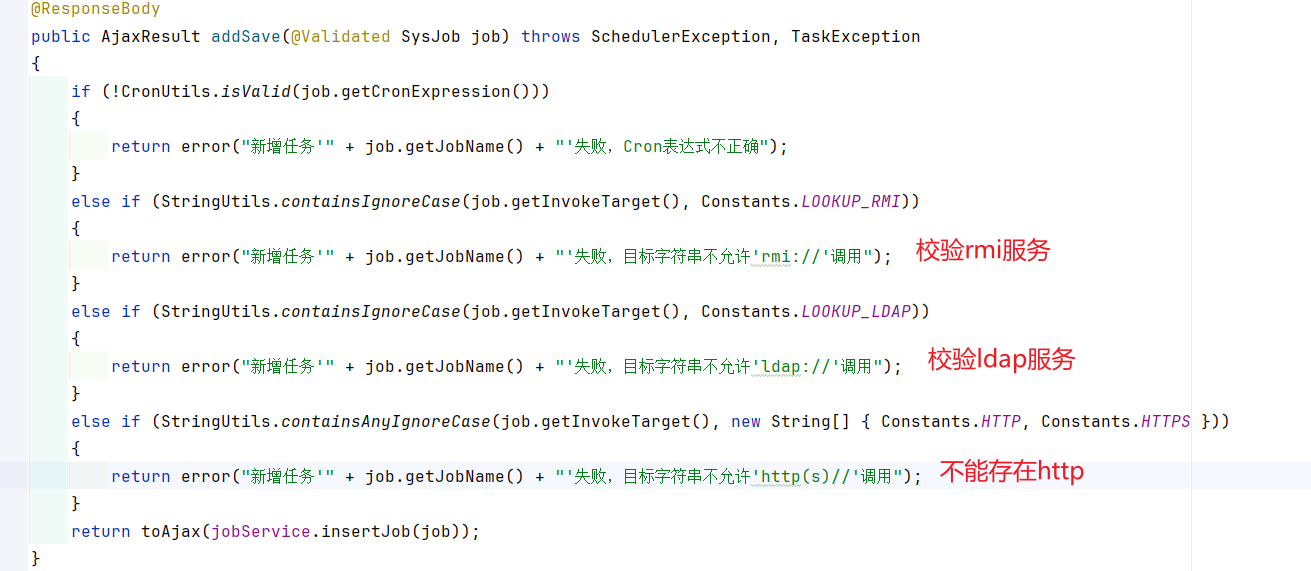 @ResponseBody
public AjaxResult addSave(@Validated SysJob job) throws SchedulerException, TaskException
{
if (!CronUtils.isValid(job.getCronExpression()))
{
return error("新增任务'" + job.getJobName() + "'失败，Cron表达式不正确");
}
else if (StringUtils.containsIgnoreCase(job.getInvokeTarget(), Constants.LOOKUP_RMI))
{
return error("新增任务'" + job.getJobName() + "'失败，目标字符串不允许'rmi://'调用"); 校验rmi服务
}
else if (StringUtils.containsIgnoreCase(job.getInvokeTarget(), Constants.LOOKUP_LDAP))
{
return error("新增任务'" + job.getJobName() + "'失败，目标字符串不允许'ldap://'调用"); 校验ldap服务
}
else if (StringUtils.containsAnyIgnoreCase(job.getInvokeTarget(), new String[] { Constants.HTTP, Constants.HTTPS }))
{
return error("新增任务'" + job.getJobName() + "'失败，目标字符串不允许'http(s)//'调用"); 不能存在http
}
return toAjax(jobService.insertJob(job));
}